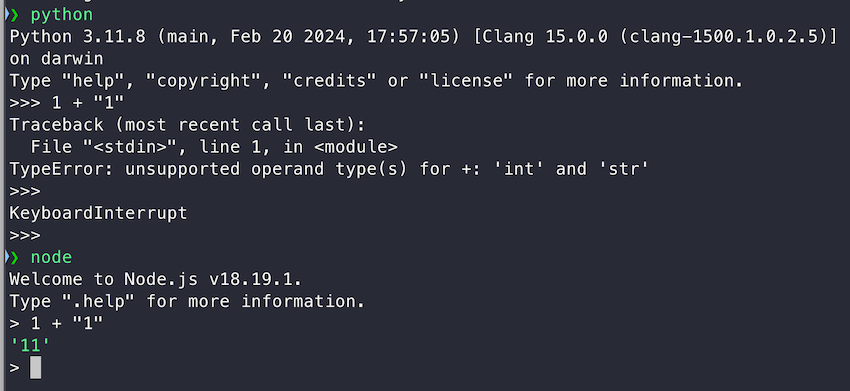 ❯ python
Python 3.11.8 (main, Feb 20 2024, 17:57:05) [Clang 15.0.0 (clang-1500.1.0.2.5)]
on darwin
Type "help", "copyright", "credits" or "license" for more information.
>>> 1 + "1"
Traceback (most recent call last):
  File "<stdin>", line 1, in <module>
TypeError: unsupported operand type(s) for +: 'int' and 'str'
>>>
KeyboardInterrupt
>>>
❯ node
Welcome to Node.js v18.19.1.
Type ".help" for more information.
> 1 + "1"
'11'
>